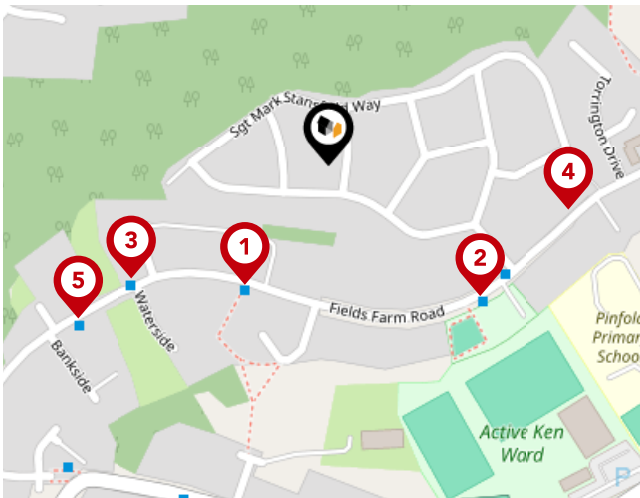 Sgt Mark Stansfield Way
Torrington Drive
4
3
1
2
5
Fields Farm Road
Waterside
Bankside
Pinfold
Primar
Schoo
Active Ken
Ward
P